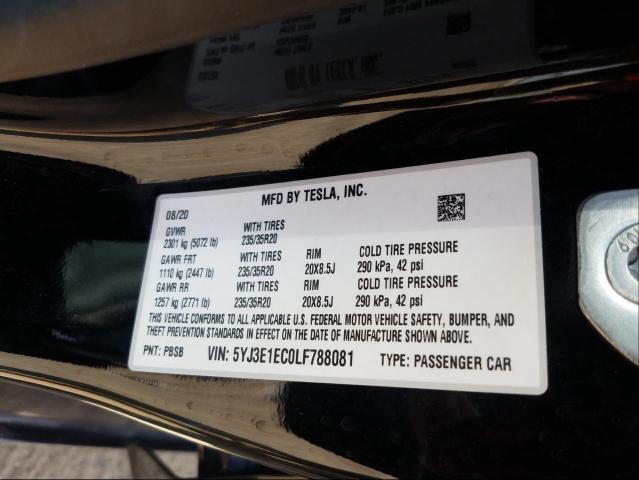 MFD BY TESLA, INC.
08/20
GVWR WITH TIRES
2301 kg (5072 lb) 235/35R20
GAWR FRT WITH TIRES RIM COLD TIRE PRESSURE
1110 kg (2447 lb) 235/35R20 20X8.5J 290 kPa, 42 psi
GAWR RR WITH TIRES RIM COLD TIRE PRESSURE
1257 kg (2771 lb) 235/35R20 20X8.5J 290 kPa, 42 psi
THIS VEHICLE CONFORMS TO ALL APPLICABLE U.S. FEDERAL MOTOR VEHICLE SAFETY, BUMPER, AND
THEFT PREVENTION STANDARDS IN EFFECT ON THE DATE OF MANUFACTURE SHOWN ABOVE.
PNT: PBSB VIN: 5YJ3E1EC0LF788081 TYPE: PASSENGER CAR